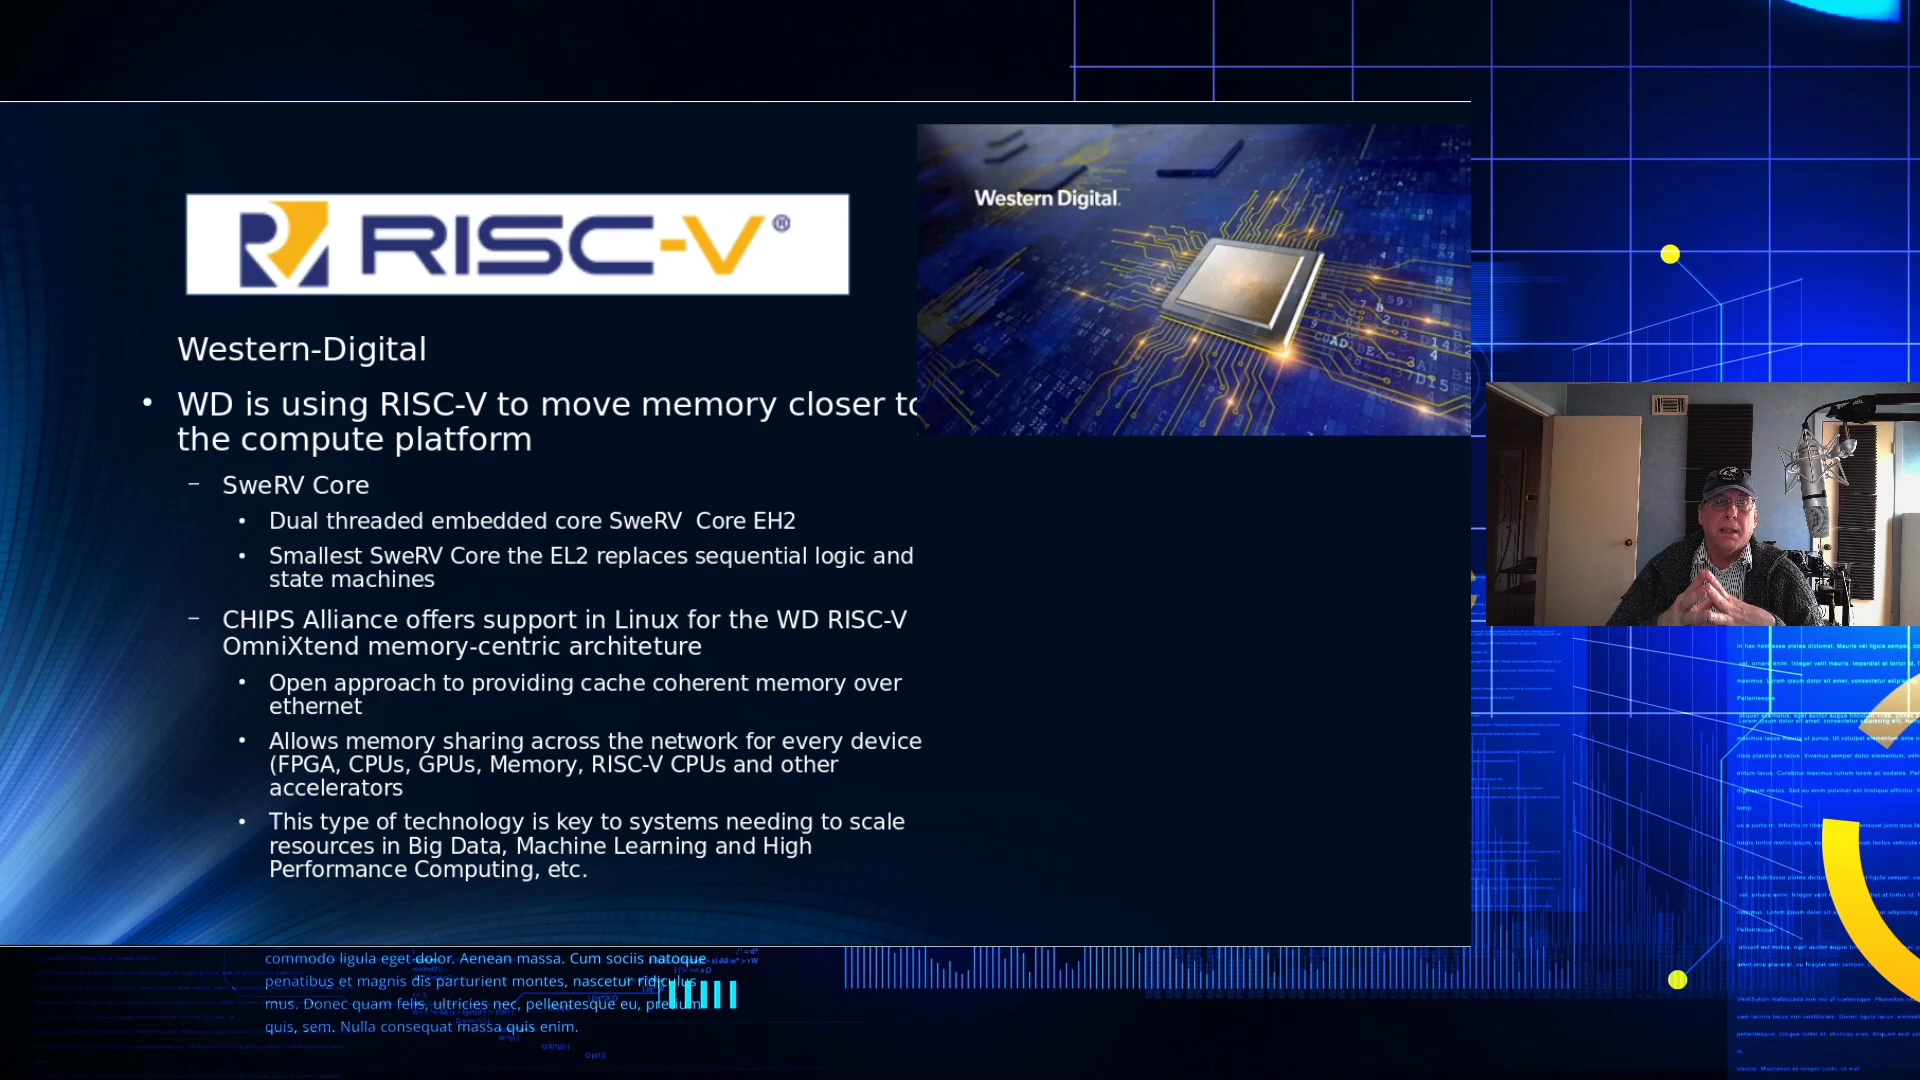 RISC-V®
Western Digital.
Western-Digital
• WD is using RISC-V to move memory closer to
the compute platform
– SweRV Core
• Dual threaded embedded core SweRV Core EH2
• Smallest SweRV Core the EL2 replaces sequential logic and
state machines
– CHIPS Alliance offers support in Linux for the WD RISC-V
OmniXtend memory-centric architeture
• Open approach to providing cache coherent memory over
ethernet
• Allows memory sharing across the network for every device
(FPGA, CPUs, GPUs, Memory, RISC-V CPUs and other
accelerators
• This type of technology is key to systems needing to scale
resources in Big Data, Machine Learning and High
Performance Computing, etc.
commodo ligula eget dolor. Aenean massa. Cum sociis natoque
penatibus et magnis dis parturient montes, nascetur ridiculus
mus. Donec quam felis, ultricies nec, pellentesque eu, pretium
quis, sem. Nulla consequat massa quis enim.